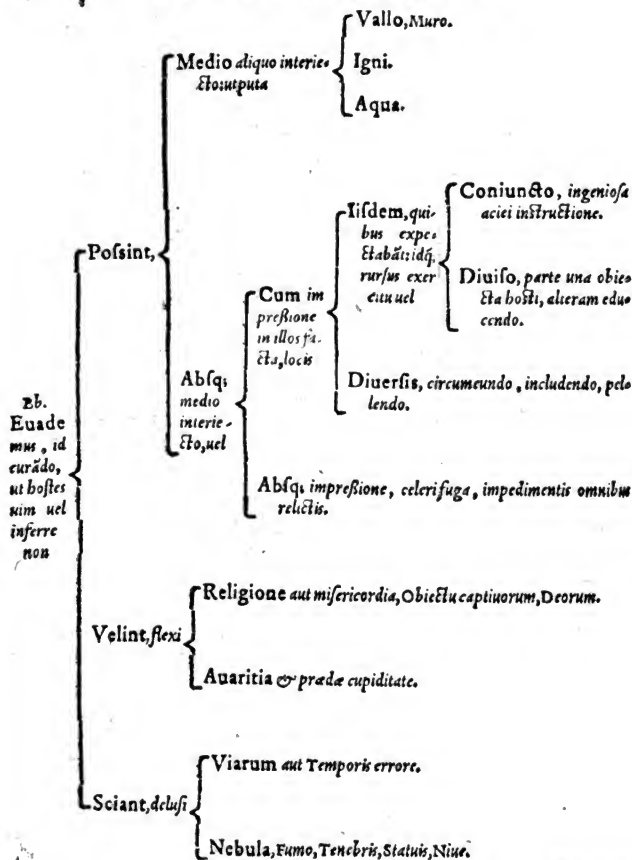 Vallo, Muro.
Medio aliquo interie-
cto: utputa
Igni.
Aqua.
Coniuncto, ingeniosa
aciei instructione.
Iisdem, qui-
bus expe-
ctabãt: idq́;
rursus exer
citu uel
Possint,
Diuiso, parte una obie-
cta hosti, alteram edu-
cendo.
Cum im
preßione
in illos fa-
cta, locis
Absq;
medio
interie-
cto, uel
Diuersis, circumeundo, includendo, pel-
lendo.
Bb.
Euade
mus, id
curãdo,
ut hostes
uim uel
inferre
non
Absq; impreßione, celeri fuga, impedimentis omnibus
relictis.
Religione aut misericordia, Obiectu captiuorum, Deorum.
Velint, flexi
Auaritia & prædæ cupiditate.
Viarum aut Temporis errore.
Sciant, delusi
Nebula, Fumo, Tenebris, Statuis, Niue.